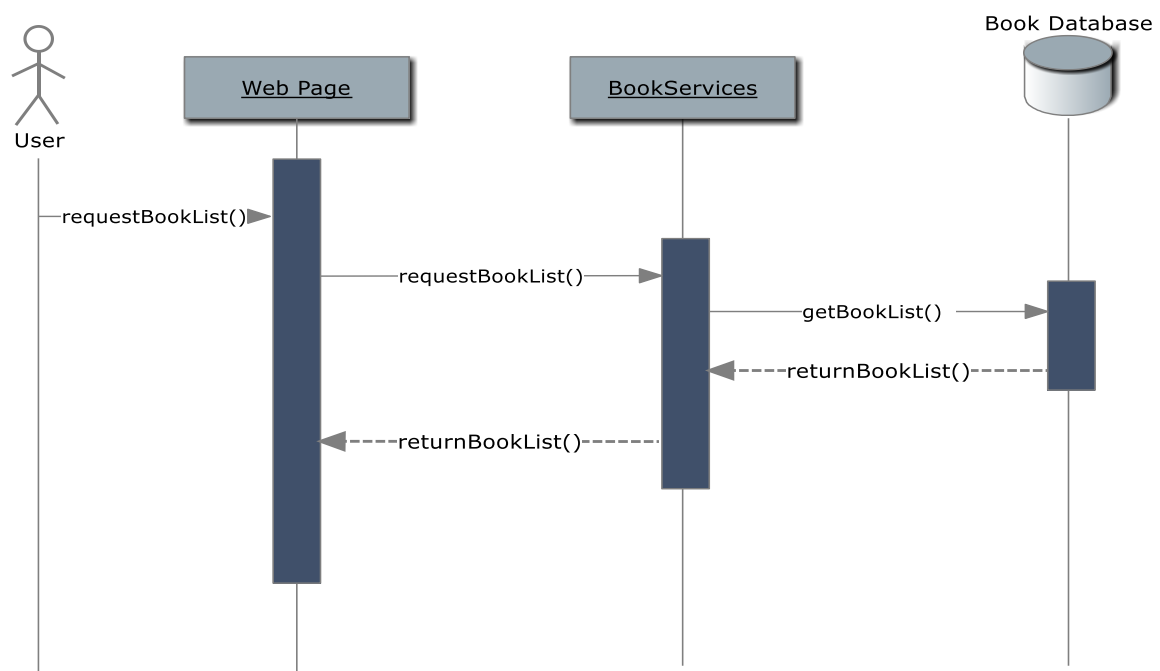 Book Database
Web Page
BookServices
User
requestBookList()
requestBookList()
getBookList()
returnBookList()
returnBookList()